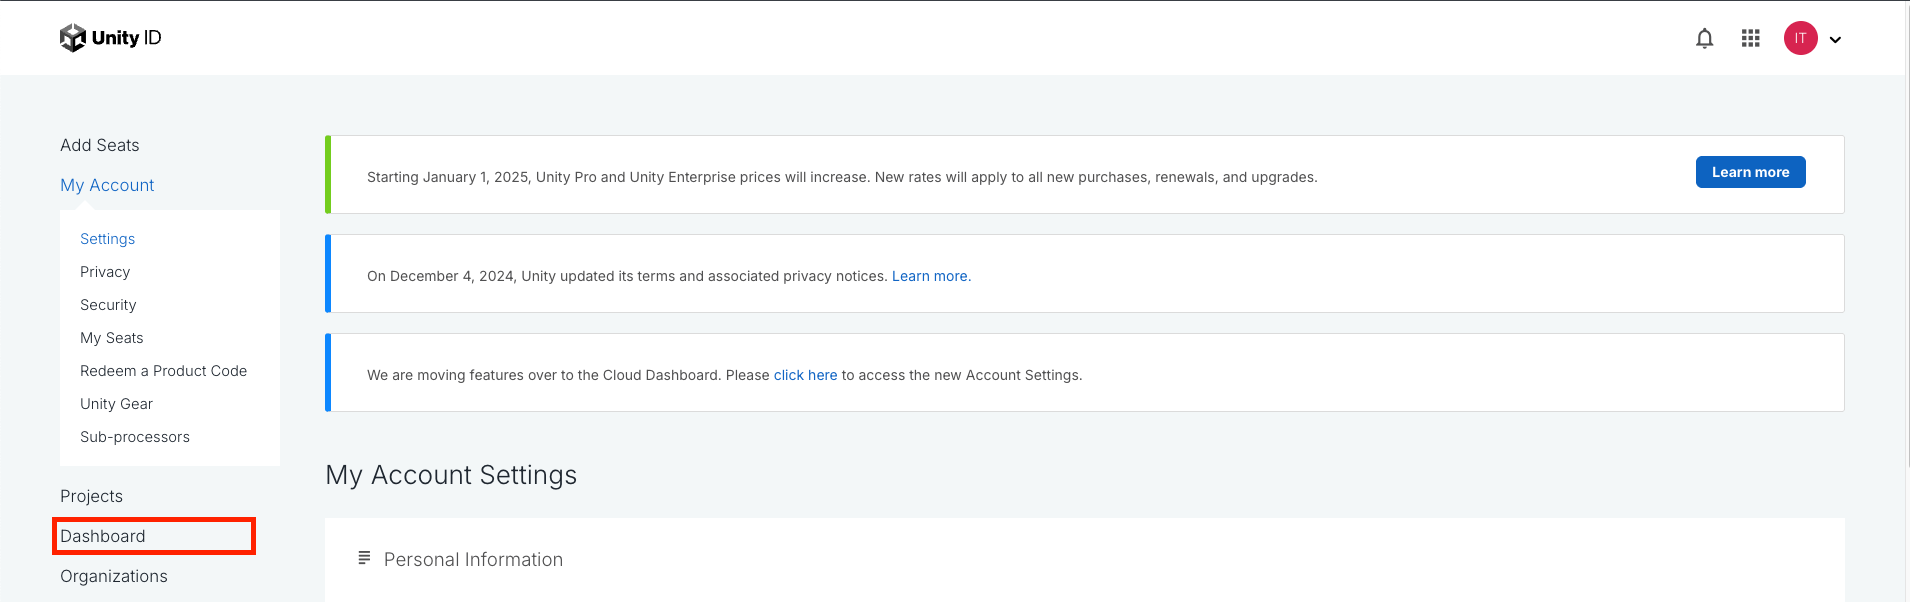 Unity ID
IT
Add Seats
My Account
Settings
Privacy
Security
My Seats
Redeem a Product Code
Unity Gear
Sub-processors
Projects
Dashboard
Organizations
Starting January 1, 2025, Unity Pro and Unity Enterprise prices will increase. New rates will apply to all new purchases, renewals, and upgrades.
Learn more
On December 4, 2024, Unity updated its terms and associated privacy notices. Learn more.
We are moving features over to the Cloud Dashboard. Please click here to access the new Account Settings.
My Account Settings
Personal Information